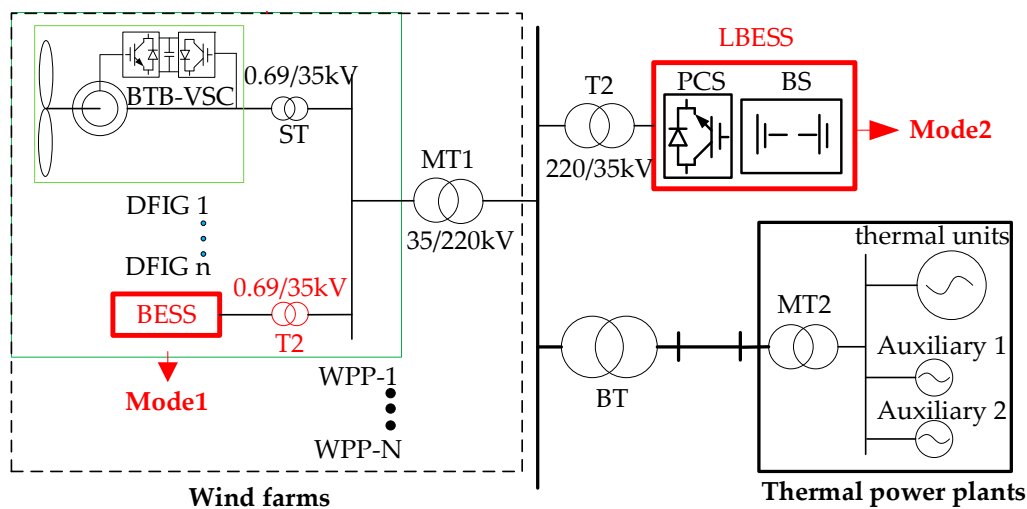 BTB-VSC
0.69/35kV
ST
DFIG 1
DFIG n
BESS
0.69/35kV
T2
Mode1
WPP-1
WPP-N
Wind farms
MT1
35/220kV
LBESS
T2
220/35kV
PCS
BS
Mode2
BT
thermal units
MT2
Auxiliary 1
Auxiliary 2
Thermal power plants